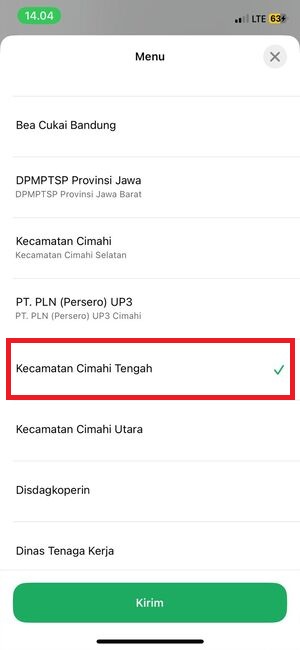 14.04
LTE 63
Menu
Bea Cukai Bandung
DPMPTSP Provinsi Jawa
DPMPTSP Provinsi Jawa Barat
Kecamatan Cimahi
Kecamatan Cimahi Selatan
PT. PLN (Persero) UP3
PT. PLN (Persero) UP3 Cimahi
Kecamatan Cimahi Tengah
Kecamatan Cimahi Utara
Disdagkoperin
Dinas Tenaga Kerja
Kirim